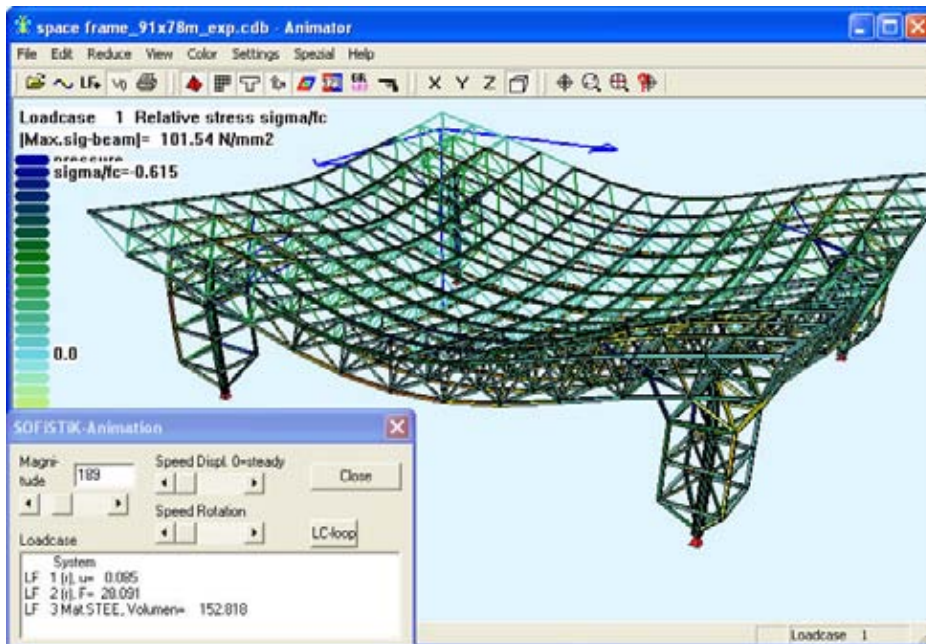 space frame_91x78m_exp.cdb - Animator
File Edit Reduce View Color Settings Spezial Help
LF+ X Y Z
Loadcase 1 Relative stress sigma/fc
|Max.sig-beam|= 101.54 N/mm2
pressure
sigma/fc=-0.615
0.0
SOFiSTiK-Animation
Magni-
tude
189
Speed Displ. 0=steady
Close
Speed Rotation
LC-loop
Loadcase
System
LF 1 (r), u= 0.085
LF 2 (r), F= 28.091
LF 3 Mat.STEE, Volumen= 152.818
Loadcase 1